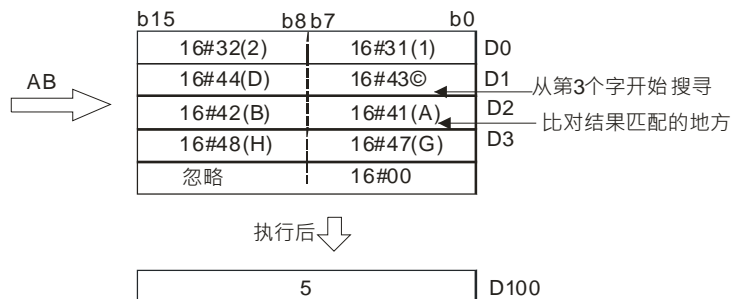 b15 b8 b7 b0
16#32(2) 16#31(1) D0
16#44(D) 16#43© D1
AB
从第3个字开始搜寻
16#42(B) 16#41(A) D2
比对结果匹配的地方
16#48(H) 16#47(G) D3
忽略 16#00
执行后
5 D100